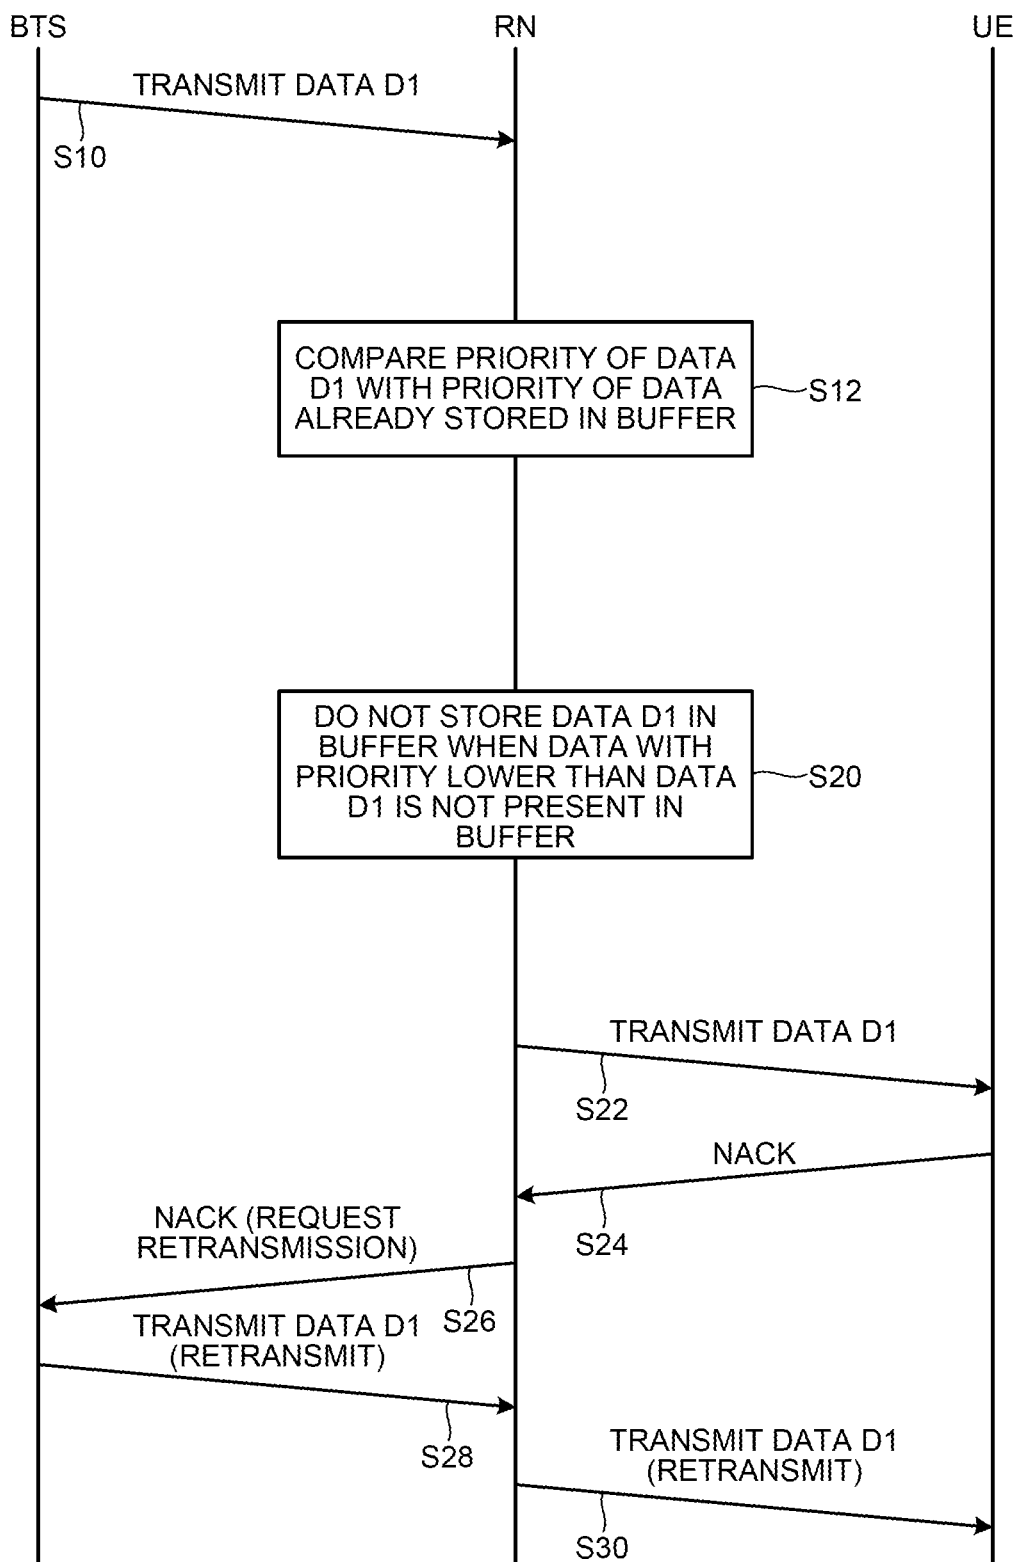 BTS
RN
UE
TRANSMIT DATA D1
S10
COMPARE PRIORITY OF DATA
D1 WITH PRIORITY OF DATA
ALREADY STORED IN BUFFER
S12
DO NOT STORE DATA D1 IN
BUFFER WHEN DATA WITH
PRIORITY LOWER THAN DATA
D1 IS NOT PRESENT IN
BUFFER
S20
TRANSMIT DATA D1
S22
NACK
S24
NACK (REQUEST
RETRANSMISSION)
S26
TRANSMIT DATA D1
(RETRANSMIT)
S28
TRANSMIT DATA D1
(RETRANSMIT)
S30